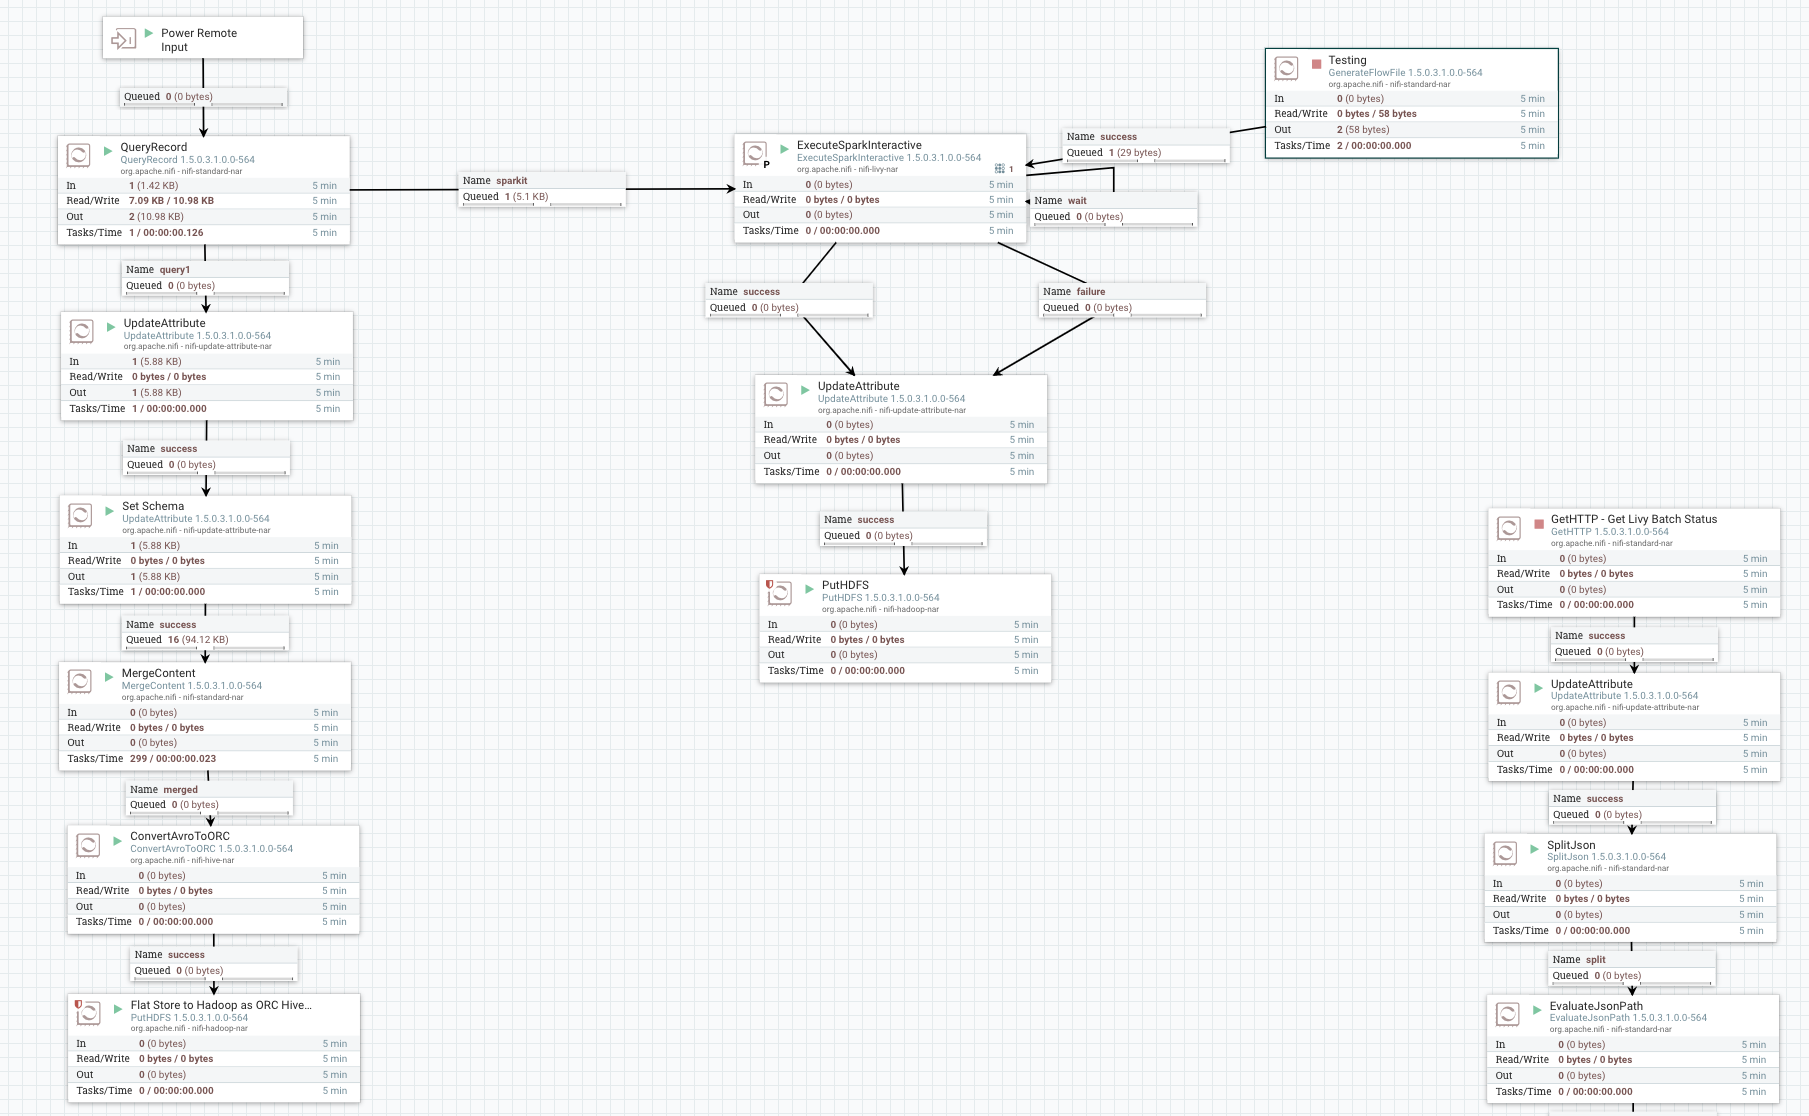 Power Remote
Input
Queued 0 (0 bytes)
QueryRecord
QueryRecord 1.5.0.3.1.0.0-564
org.apache.nifi - nifi-standard-nar
In 1 (1.42 KB) 5 min
Read/Write 7.09 KB / 10.98 KB 5 min
Out 2 (10.98 KB) 5 min
Tasks/Time 1 / 00:00:00.126 5 min
Name query1
Queued 0 (0 bytes)
UpdateAttribute
UpdateAttribute 1.5.0.3.1.0.0-564
org.apache.nifi - nifi-update-attribute-nar
In 1 (5.88 KB) 5 min
Read/Write 0 bytes / 0 bytes 5 min
Out 1 (5.88 KB) 5 min
Tasks/Time 1 / 00:00:00.000 5 min
Name success
Queued 0 (0 bytes)
Set Schema
UpdateAttribute 1.5.0.3.1.0.0-564
org.apache.nifi - nifi-update-attribute-nar
In 1 (5.88 KB) 5 min
Read/Write 0 bytes / 0 bytes 5 min
Out 1 (5.88 KB) 5 min
Tasks/Time 1 / 00:00:00.000 5 min
Name success
Queued 16 (94.12 KB)
MergeContent
MergeContent 1.5.0.3.1.0.0-564
org.apache.nifi - nifi-standard-nar
In 0 (0 bytes) 5 min
Read/Write 0 bytes / 0 bytes 5 min
Out 0 (0 bytes) 5 min
Tasks/Time 299 / 00:00:00.023 5 min
Name merged
Queued 0 (0 bytes)
ConvertAvroToORC
ConvertAvroToORC 1.5.0.3.1.0.0-564
org.apache.nifi - nifi-hive-nar
In 0 (0 bytes) 5 min
Read/Write 0 bytes / 0 bytes 5 min
Out 0 (0 bytes) 5 min
Tasks/Time 0 / 00:00:00.000 5 min
Name success
Queued 0 (0 bytes)
Flat Store to Hadoop as ORC Hive...
PutHDFS 1.5.0.3.1.0.0-564
org.apache.nifi - nifi-hadoop-nar
In 0 (0 bytes) 5 min
Read/Write 0 bytes / 0 bytes 5 min
Out 0 (0 bytes) 5 min
Tasks/Time 0 / 00:00:00.000 5 min
Name sparkit
Queued 1 (5.1 KB)
ExecuteSparkInteractive
ExecuteSparkInteractive 1.5.0.3.1.0.0-564
org.apache.nifi - nifi-livy-nar
P
1
In 0 (0 bytes) 5 min
Read/Write 0 bytes / 0 bytes 5 min
Out 0 (0 bytes) 5 min
Tasks/Time 0 / 00:00:00.000 5 min
Name success
Queued 1 (29 bytes)
Name wait
Queued 0 (0 bytes)
Name success
Queued 0 (0 bytes)
Name failure
Queued 0 (0 bytes)
UpdateAttribute
UpdateAttribute 1.5.0.3.1.0.0-564
org.apache.nifi - nifi-update-attribute-nar
In 0 (0 bytes) 5 min
Read/Write 0 bytes / 0 bytes 5 min
Out 0 (0 bytes) 5 min
Tasks/Time 0 / 00:00:00.000 5 min
Name success
Queued 0 (0 bytes)
PutHDFS
PutHDFS 1.5.0.3.1.0.0-564
org.apache.nifi - nifi-hadoop-nar
In 0 (0 bytes) 5 min
Read/Write 0 bytes / 0 bytes 5 min
Out 0 (0 bytes) 5 min
Tasks/Time 0 / 00:00:00.000 5 min
Testing
GenerateFlowFile 1.5.0.3.1.0.0-564
org.apache.nifi - nifi-standard-nar
In 0 (0 bytes) 5 min
Read/Write 0 bytes / 58 bytes 5 min
Out 2 (58 bytes) 5 min
Tasks/Time 2 / 00:00:00.000 5 min
GetHTTP - Get Livy Batch Status
GetHTTP 1.5.0.3.1.0.0-564
org.apache.nifi - nifi-standard-nar
In 0 (0 bytes) 5 min
Read/Write 0 bytes / 0 bytes 5 min
Out 0 (0 bytes) 5 min
Tasks/Time 0 / 00:00:00.000 5 min
Name success
Queued 0 (0 bytes)
UpdateAttribute
UpdateAttribute 1.5.0.3.1.0.0-564
org.apache.nifi - nifi-update-attribute-nar
In 0 (0 bytes) 5 min
Read/Write 0 bytes / 0 bytes 5 min
Out 0 (0 bytes) 5 min
Tasks/Time 0 / 00:00:00.000 5 min
Name success
Queued 0 (0 bytes)
SplitJson
SplitJson 1.5.0.3.1.0.0-564
org.apache.nifi - nifi-standard-nar
In 0 (0 bytes) 5 min
Read/Write 0 bytes / 0 bytes 5 min
Out 0 (0 bytes) 5 min
Tasks/Time 0 / 00:00:00.000 5 min
Name split
Queued 0 (0 bytes)
EvaluateJsonPath
EvaluateJsonPath 1.5.0.3.1.0.0-564
org.apache.nifi - nifi-standard-nar
In 0 (0 bytes) 5 min
Read/Write 0 bytes / 0 bytes 5 min
Out 0 (0 bytes) 5 min
Tasks/Time 0 / 00:00:00.000 5 min